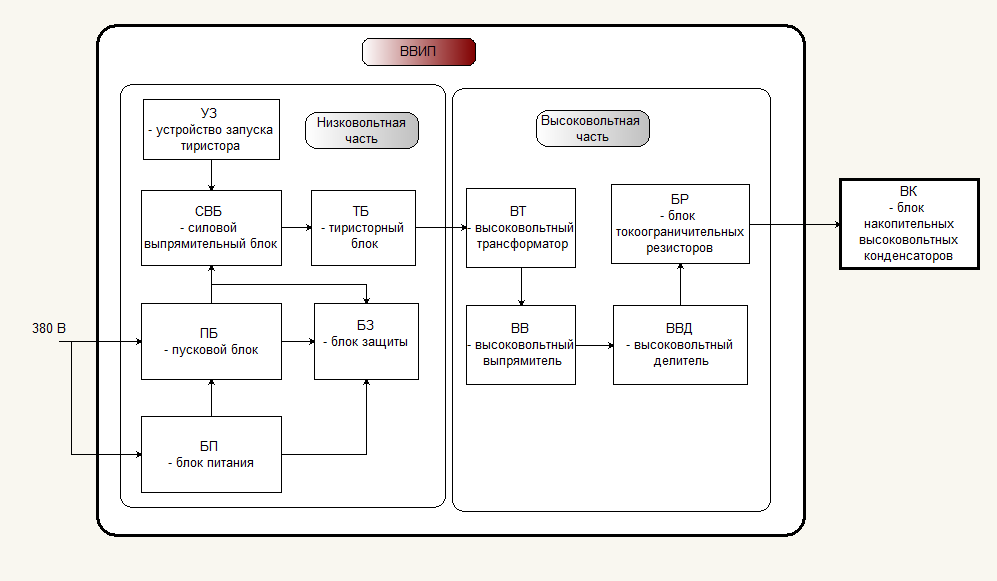 ВВИП
УЗ
- устройство запуска
тиристора
Низковольтная
часть
СВБ
- силовой
выпрямительный блок
ТБ
- тиристорный
блок
380 В
ПБ
- пусковой блок
БЗ
- блок защиты
БП
- блок питания
Высоковольтная
часть
ВТ
- высоковольтный
трансформатор
БР
- блок
токоограничительных
резисторов
ВВ
- высоковольтный
выпрямитель
ВВД
- высоковольтный
делитель
ВК
- блок
накопительных
высоковольтных
конденсаторов